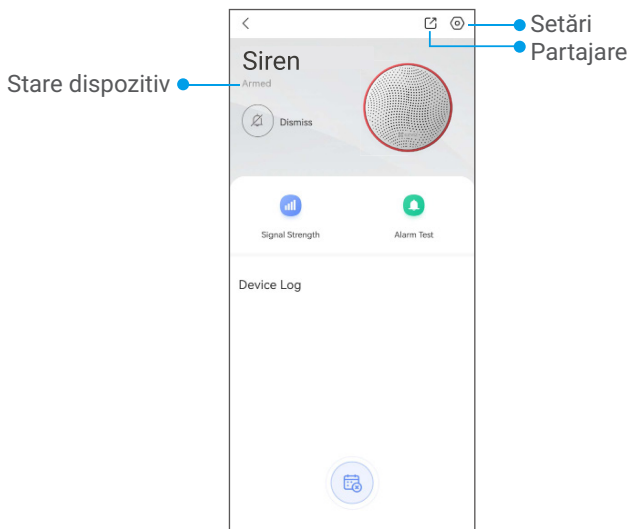 Setări
Partajare
Siren
Stare dispozitiv
Armed
Dismiss
Signal Strength
Alarm Test
Device Log